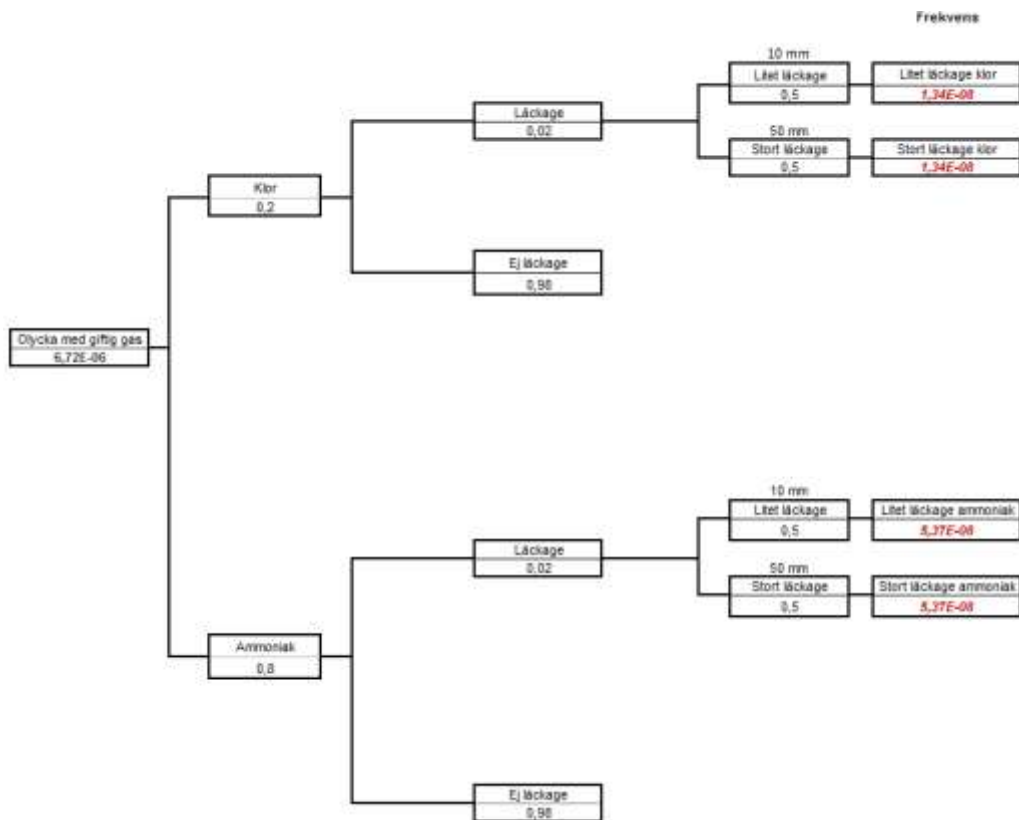 Frekvens
10 mm
Litet läckage
0,5
Litet läckage klor
1,34E-08
Läckage
0,02
50 mm
Stort läckage
0,5
Stort läckage klor
1,34E-08
Klor
0,2
Ej läckage
0,98
Olycka med giftig gas
6,72E-06
10 mm
Litet läckage
0,5
Litet läckage ammoniak
5,37E-08
Läckage
0,02
50 mm
Stort läckage
0,5
Stort läckage ammoniak
5,37E-08
Ammoniak
0,8
Ej läckage
0,98